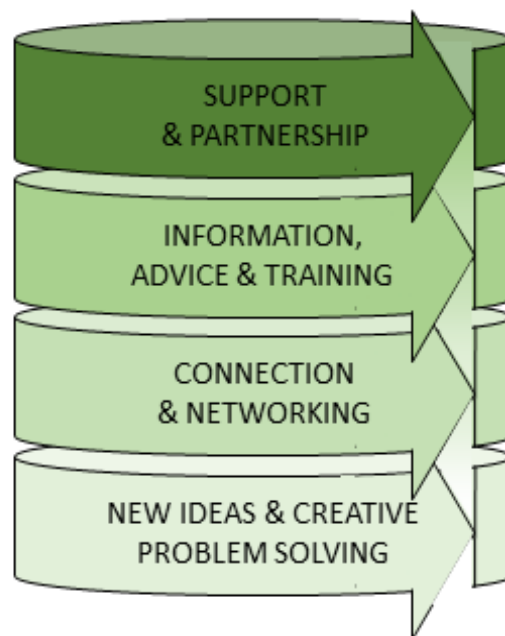 SUPPORT
& PARTNERSHIP
INFORMATION,
ADVICE & TRAINING
CONNECTION
& NETWORKING
NEW IDEAS & CREATIVE
PROBLEM SOLVING